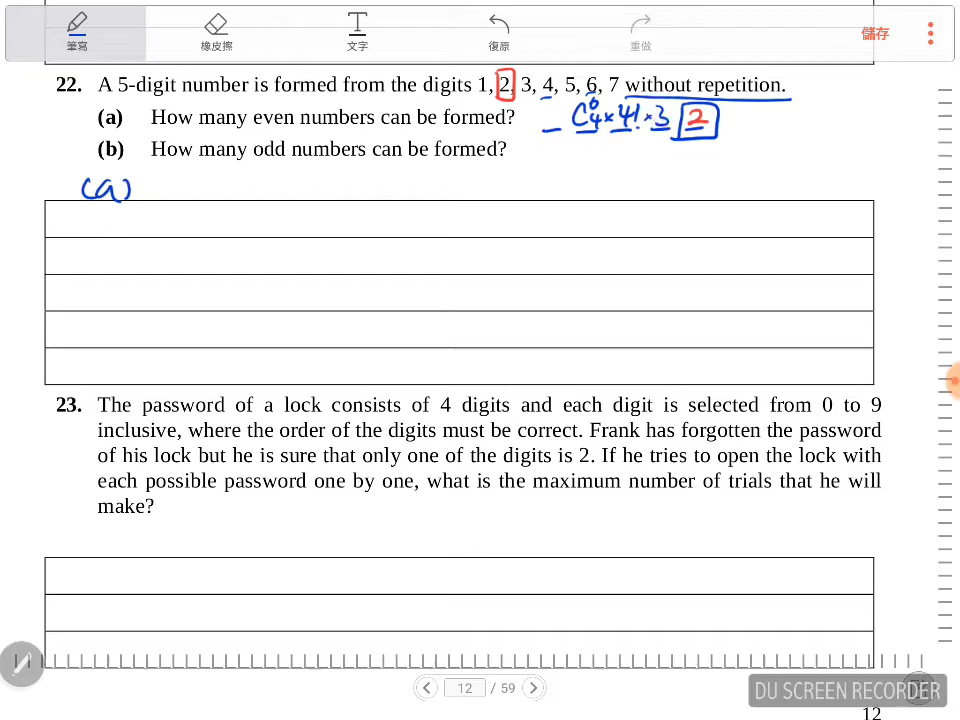 筆寫 橡皮擦 文字 復原 重做 儲存
22. A 5-digit number is formed from the digits 1, 2, 3, 4, 5, 6, 7 without repetition.
(a) How many even numbers can be formed? C⁶₄ × 4! × 3 2
(b) How many odd numbers can be formed?
(a)
23. The password of a lock consists of 4 digits and each digit is selected from 0 to 9
inclusive, where the order of the digits must be correct. Frank has forgotten the password
of his lock but he is sure that only one of the digits is 2. If he tries to open the lock with
each possible password one by one, what is the maximum number of trials that he will
make?
12 / 59
DU SCREEN RECORDER
12